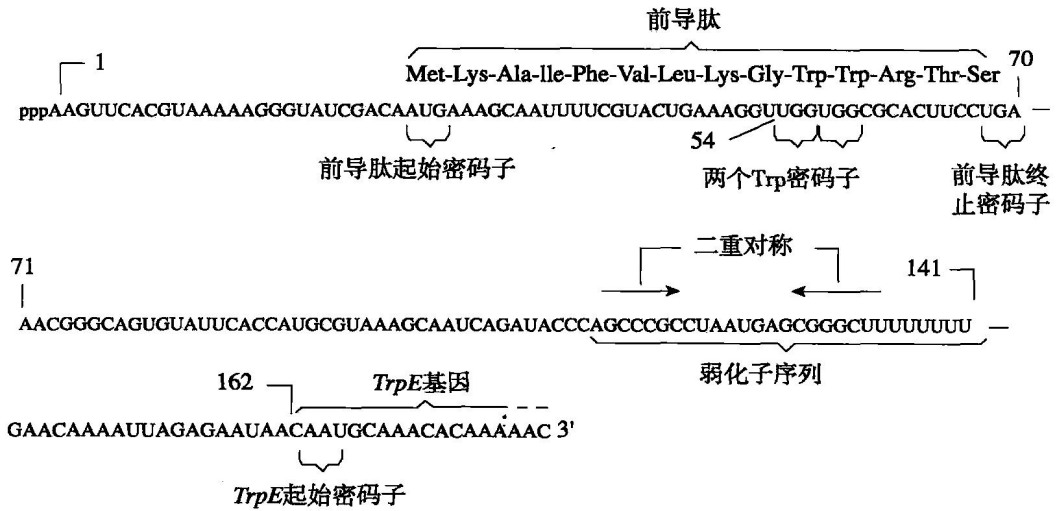 前导肽
Met-Lys-Ala-Ile-Phe-Val-Leu-Lys-Gly-Trp-Trp-Arg-Thr-Ser
1
70
pppAAGUUCACGUAAAAAGGGUAUCGACAAUGAAAGCAAUUUUCGUACUGAAAGGUUGGUGGCGCACUUCCUGA —
54
前导肽起始密码子
两个Trp密码子
前导肽终
止密码子
二重对称
71
141
AACGGGCAGUGUAUUCACCAUGCGUAAAGCAAUCAGAUACCCAGCCCGCCUAAUGAGCGGGCUUUUUUUU —
弱化子序列
162
TrpE基因
GAACAAAAUUAGAGAAUAACAAUGCAAACACAAAAAC 3'
TrpE起始密码子